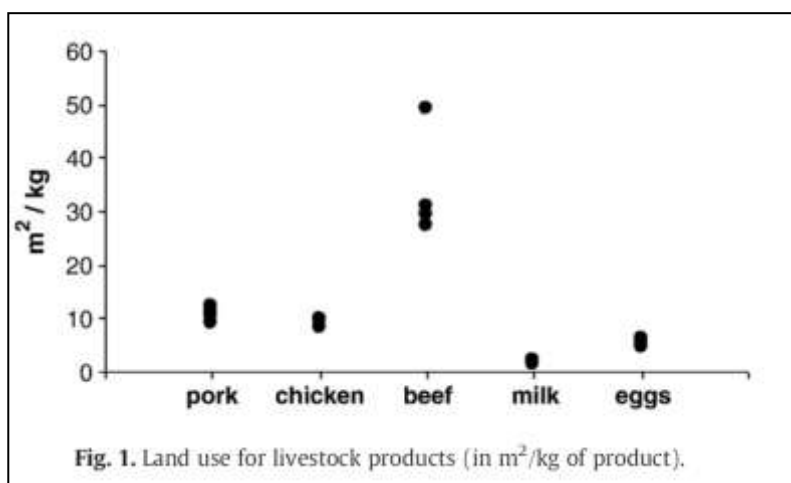 60
50
40
30
20
10
0
m² / kg
pork chicken beef milk eggs
Fig. 1. Land use for livestock products (in m²/kg of product).